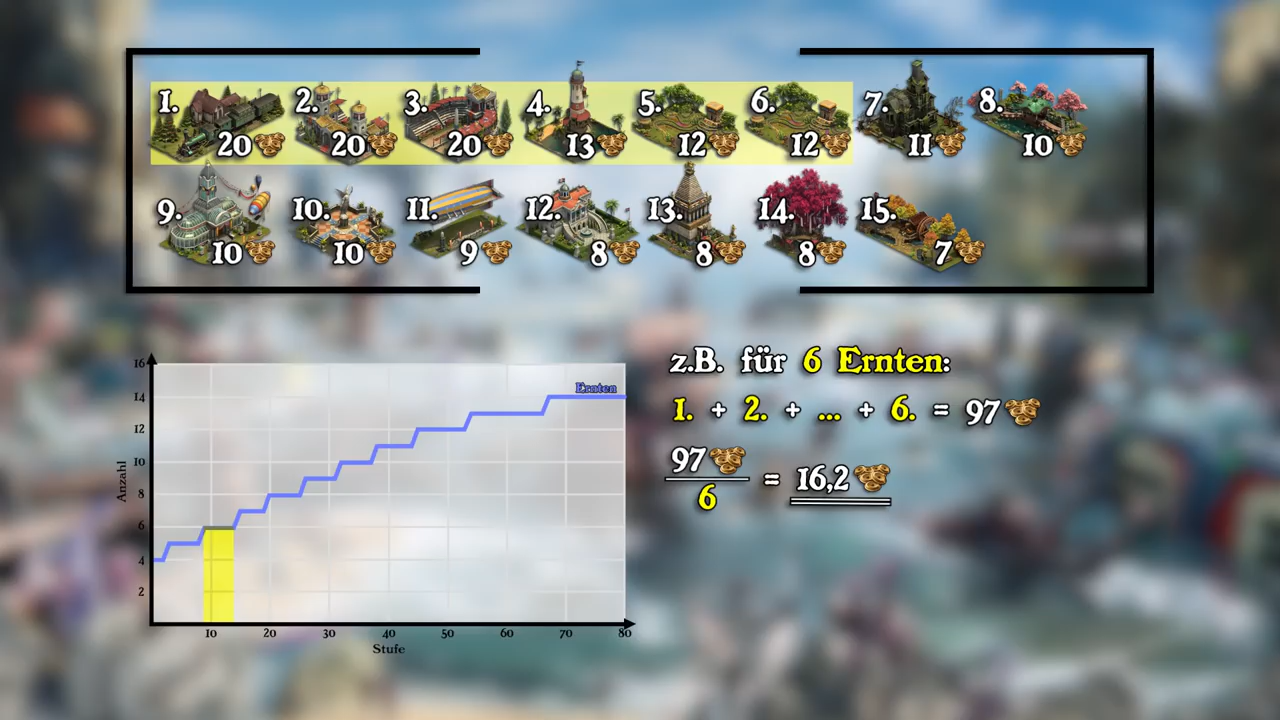 1. 2. 3. 4. 5. 6. 7. 8.
20 20 20 13 12 12 11 10
9. 10. 11. 12. 13. 14. 15.
10 10 9 8 8 8 7
16
14
12
10
8
6
4
2
Anzahl
Ernten
10 20 30 40 50 60 70 80
Stufe
z.B. für 6 Ernten:
1. + 2. + ... + 6. = 97
97
6
= 16,2